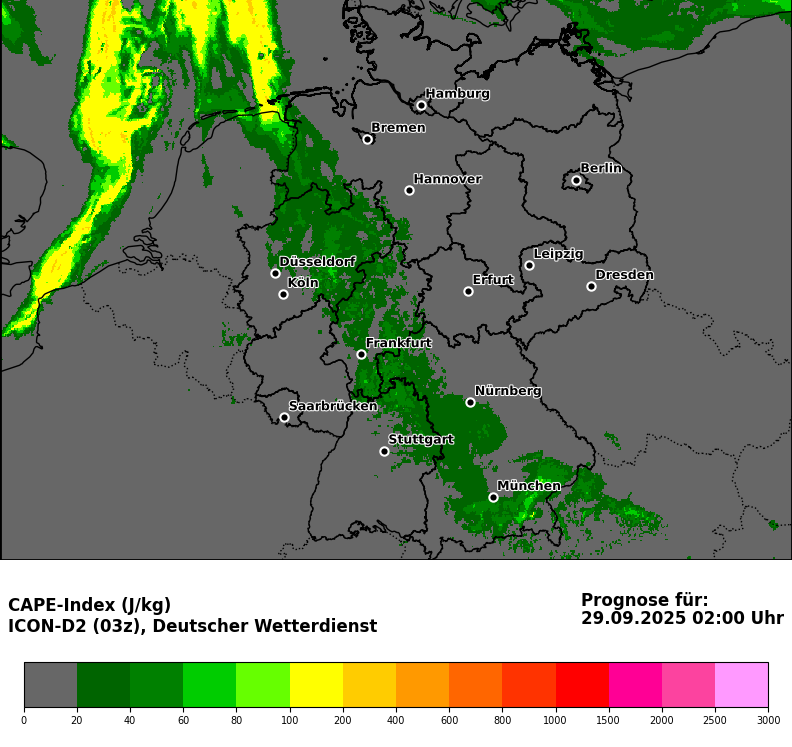 Hamburg
Bremen
Berlin
Hannover
Leipzig
Düsseldorf
Dresden
Köln
Erfurt
Frankfurt
Nürnberg
Saarbrücken
Stuttgart
München
CAPE-Index (J/kg)
ICON-D2 (03z), Deutscher Wetterdienst
Prognose für:
29.09.2025 02:00 Uhr
0 20 40 60 80 100 200 400 600 800 1000 1500 2000 2500 3000